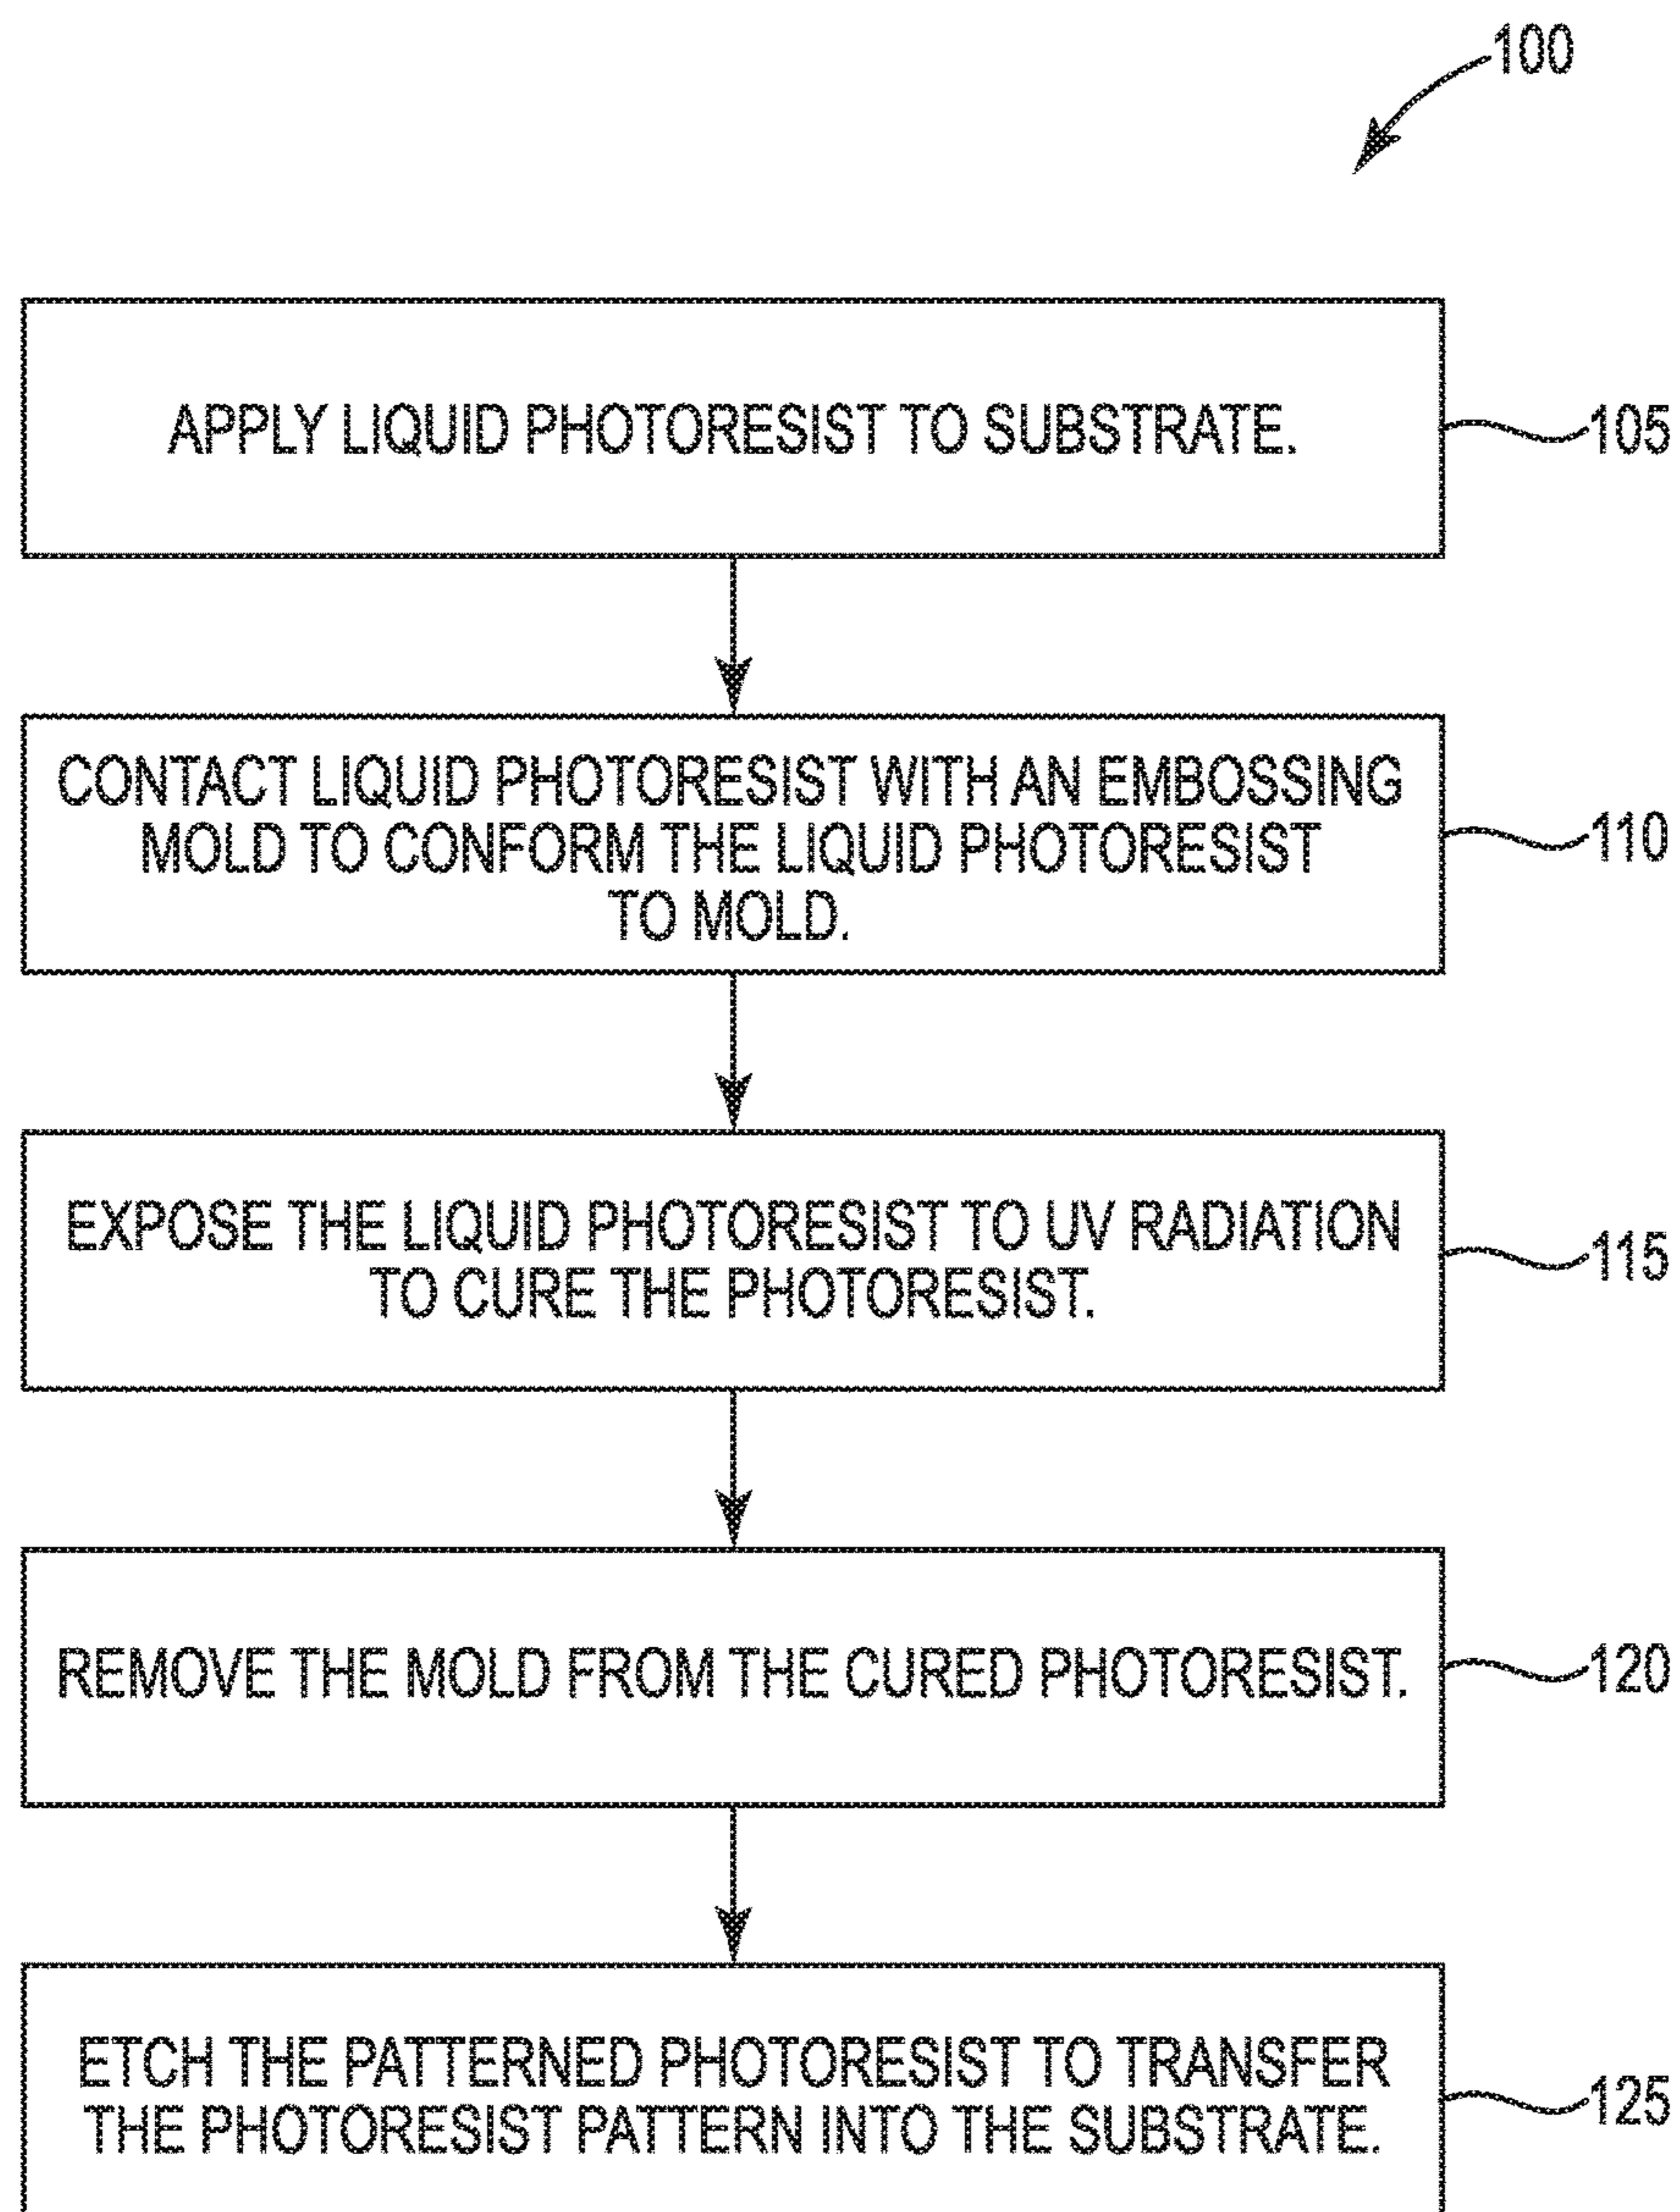 100
APPLY LIQUID PHOTORESIST TO SUBSTRATE.
105
CONTACT LIQUID PHOTORESIST WITH AN EMBOSSING
MOLD TO CONFORM THE LIQUID PHOTORESIST
TO MOLD.
110
EXPOSE THE LIQUID PHOTORESIST TO UV RADIATION
TO CURE THE PHOTORESIST.
115
REMOVE THE MOLD FROM THE CURED PHOTORESIST.
120
ETCH THE PATTERNED PHOTORESIST TO TRANSFER
THE PHOTORESIST PATTERN INTO THE SUBSTRATE.
125